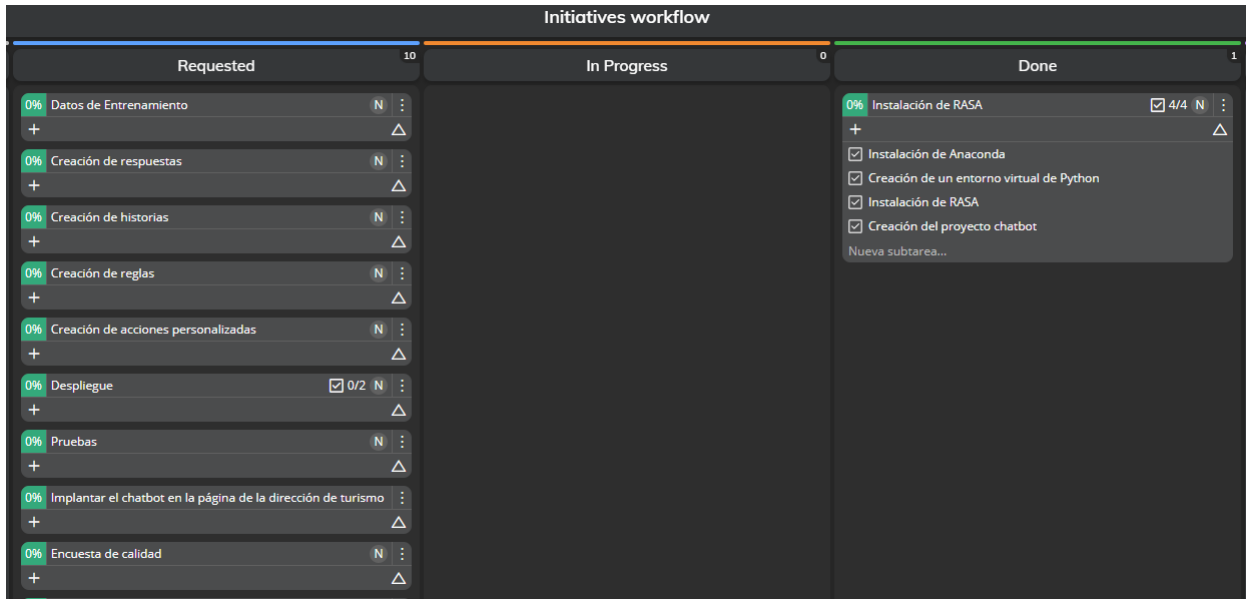 Initiatives workflow
Requested 10
In Progress 0
Done 1
0% Datos de Entrenamiento N
0% Creación de respuestas N
0% Creación de historias N
0% Creación de reglas N
0% Creación de acciones personalizadas N
0% Despliegue 0/2 N
0% Pruebas N
0% Implantar el chatbot en la página de la dirección de turismo
0% Encuesta de calidad N
0% Instalación de RASA 4/4 N
Instalación de Anaconda
Creación de un entorno virtual de Python
Instalación de RASA
Creación del proyecto chatbot
Nueva subtarea...